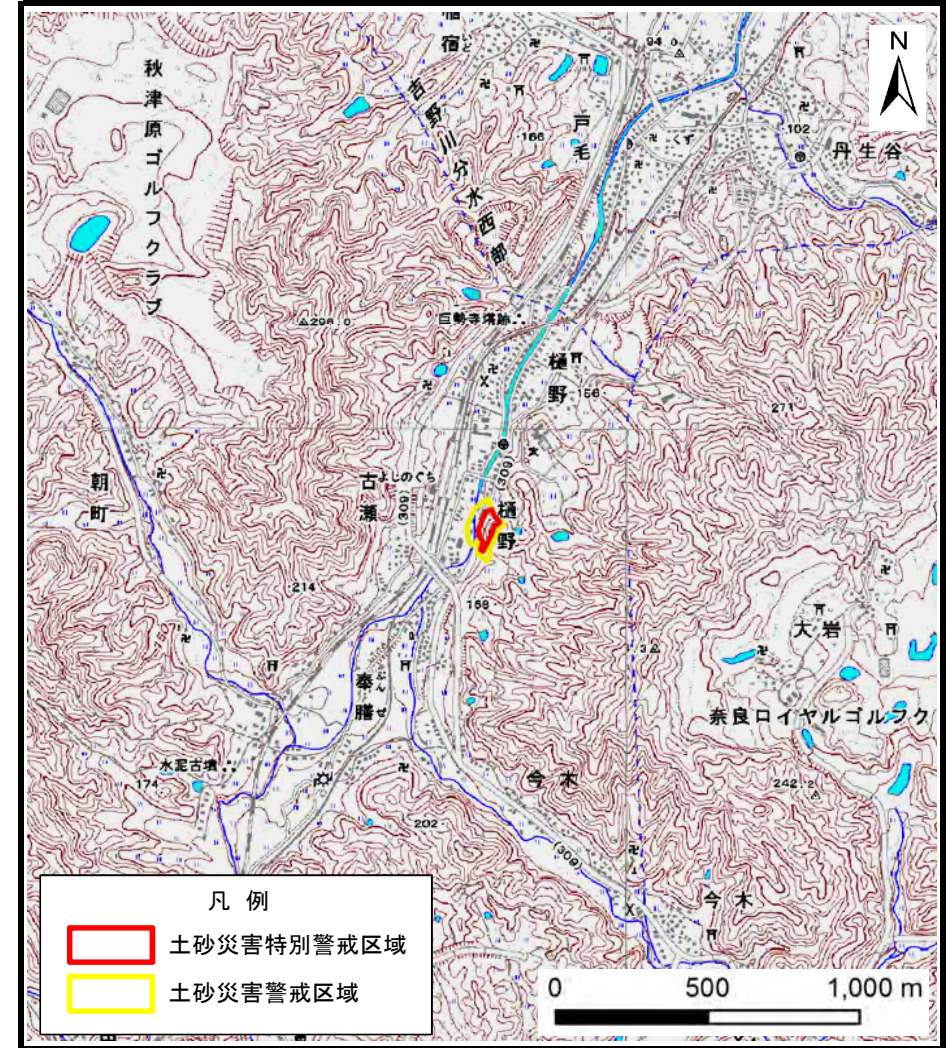 N
宿
94.0
166
戸毛
くず
102
丹生谷
秋津原ゴルフクラブ
吉野川分水西部
298.0
巨勢寺塔跡
樋野
156
271
朝町
古瀬
よしのぐち
(309)
(309)
樋野
214
158
大岩
奉膳
ぶんぜ
奈良ロイヤルゴルフク
水泥古墳
174
今木
242.2
202
(309)
今木
凡 例
土砂災害特別警戒区域
土砂災害警戒区域
0 500 1,000 m